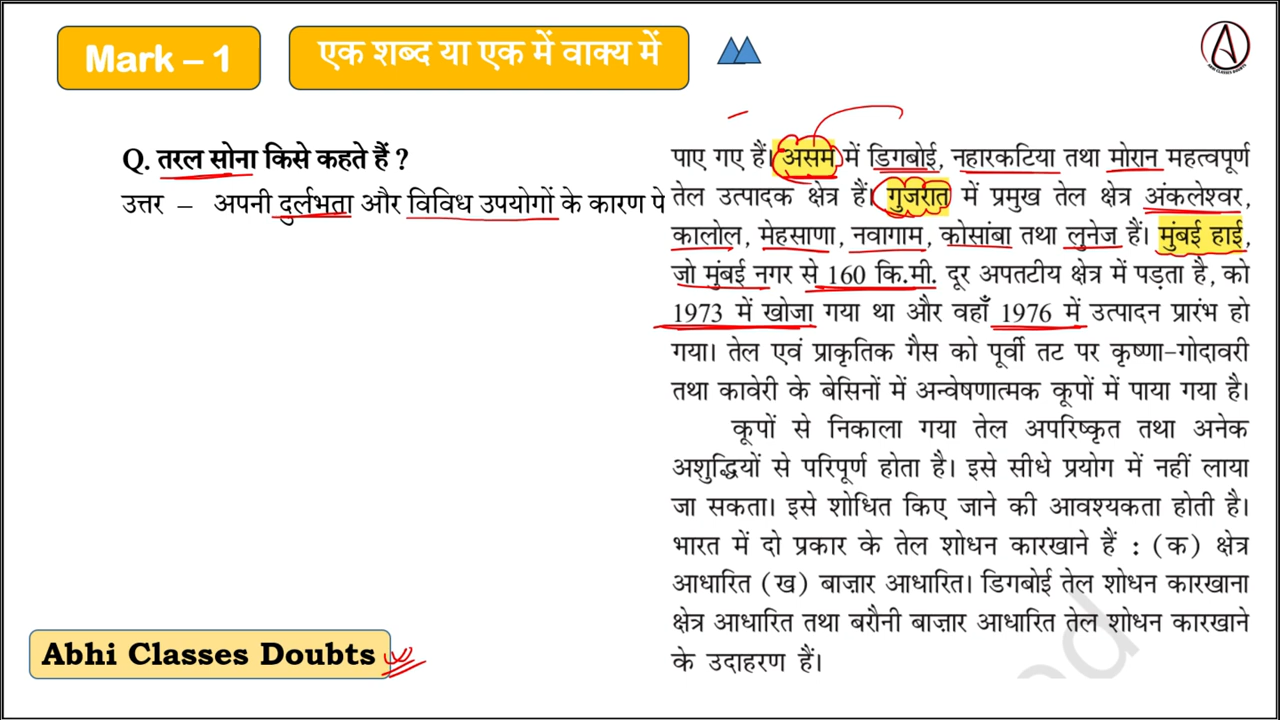 Mark – 1
एक शब्द या एक में वाक्य में
ABHI CLASSES DOUBTS
Q. तरल सोना किसे कहते हैं ?
उत्तर – अपनी दुर्लभता और विविध उपयोगों के कारण पे
पाए गए हैं। असम में डिगबोई, नहारकटिया तथा मोरान महत्वपूर्ण
तेल उत्पादक क्षेत्र हैं। गुजरात में प्रमुख तेल क्षेत्र अंकलेश्वर,
कालोल, मेहसाणा, नवागाम, कोसांबा तथा लुनेज हैं। मुंबई हाई,
जो मुंबई नगर से 160 कि.मी. दूर अपतटीय क्षेत्र में पड़ता है, को
1973 में खोजा गया था और वहाँ 1976 में उत्पादन प्रारंभ हो
गया। तेल एवं प्राकृतिक गैस को पूर्वी तट पर कृष्णा-गोदावरी
तथा कावेरी के बेसिनों में अन्वेषणात्मक कूपों में पाया गया है।
कूपों से निकाला गया तेल अपरिष्कृत तथा अनेक
अशुद्धियों से परिपूर्ण होता है। इसे सीधे प्रयोग में नहीं लाया
जा सकता। इसे शोधित किए जाने की आवश्यकता होती है।
भारत में दो प्रकार के तेल शोधन कारखाने हैं : (क) क्षेत्र
आधारित (ख) बाज़ार आधारित। डिगबोई तेल शोधन कारखाना
क्षेत्र आधारित तथा बरौनी बाज़ार आधारित तेल शोधन कारखाने
के उदाहरण हैं।
Abhi Classes Doubts